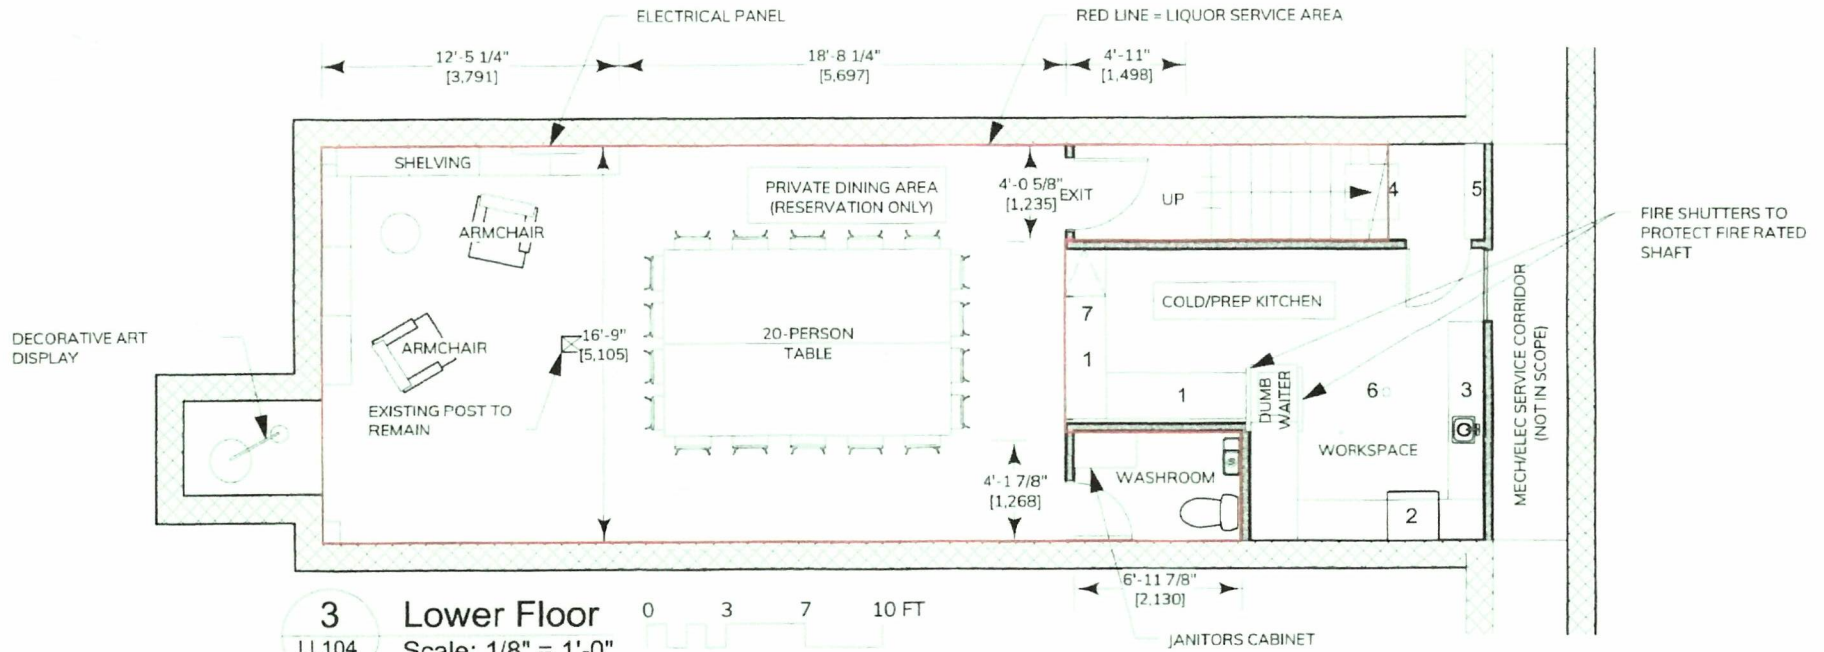 ELECTRICAL PANEL
RED LINE = LIQUOR SERVICE AREA
12'-5 1/4"
[3,791]
18'-8 1/4"
[5,697]
4'-11"
[1,498]
SHELVING
ARMCHAIR
ARMCHAIR
PRIVATE DINING AREA
(RESERVATION ONLY)
4'-0 5/8"
[1,235]
EXIT
UP
4
5
FIRE SHUTTERS TO
PROTECT FIRE RATED
SHAFT
COLD/PREP KITCHEN
7
1
1
DUMB
WAITER
6
3
WORKSPACE
2
MECH/ELEC SERVICE CORRIDOR
(NOT IN SCOPE)
DECORATIVE ART
DISPLAY
EXISTING POST TO
REMAIN
16'-9"
[5,105]
20-PERSON
TABLE
4'-1 7/8"
[1,268]
WASHROOM
6'-11 7/8"
[2,130]
JANITORS CABINET
3
Lower Floor
0 3 7 10 FT
Scale: 1/8" = 1'-0"